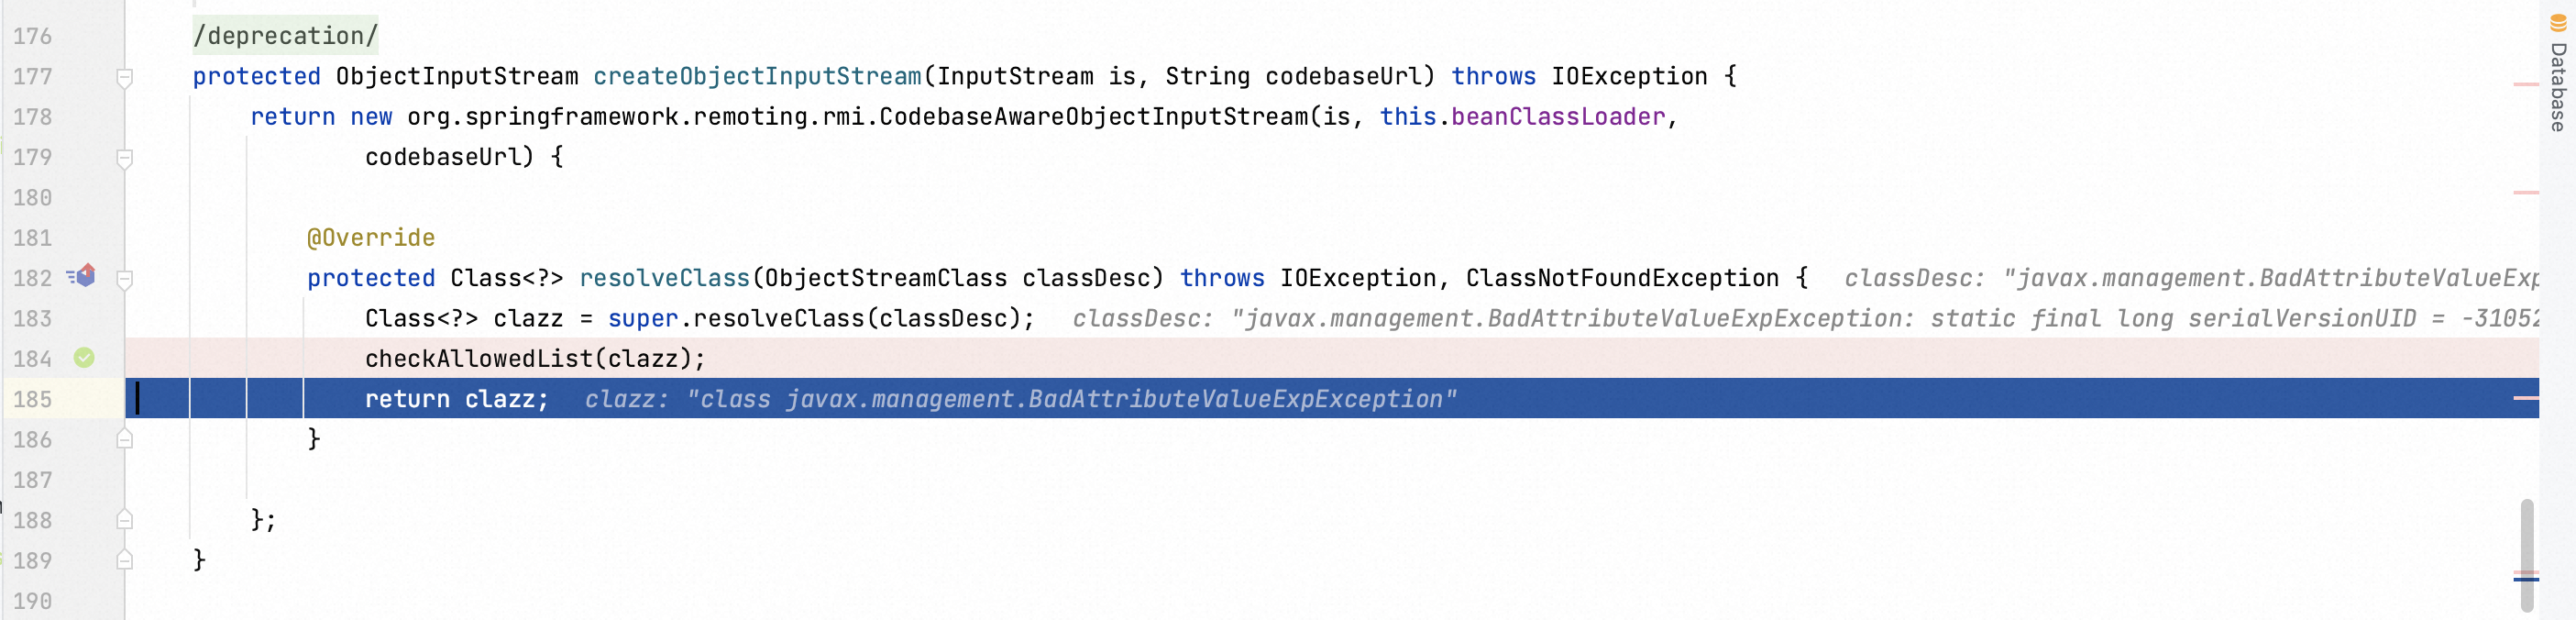 176 /deprecation/
177 protected ObjectInputStream createObjectInputStream(InputStream is, String codebaseUrl) throws IOException {
178 return new org.springframework.remoting.rmi.CodebaseAwareObjectInputStream(is, this.beanClassLoader,
179 codebaseUrl) {
180
181 @Override
182 protected Class<?> resolveClass(ObjectStreamClass classDesc) throws IOException, ClassNotFoundException { classDesc: "javax.management.BadAttributeValueExp
183 Class<?> clazz = super.resolveClass(classDesc); classDesc: "javax.management.BadAttributeValueExpException: static final long serialVersionUID = -31052
184 checkAllowedList(clazz);
185 return clazz; clazz: "class javax.management.BadAttributeValueExpException"
186 }
187
188 };
189 }
190
Database